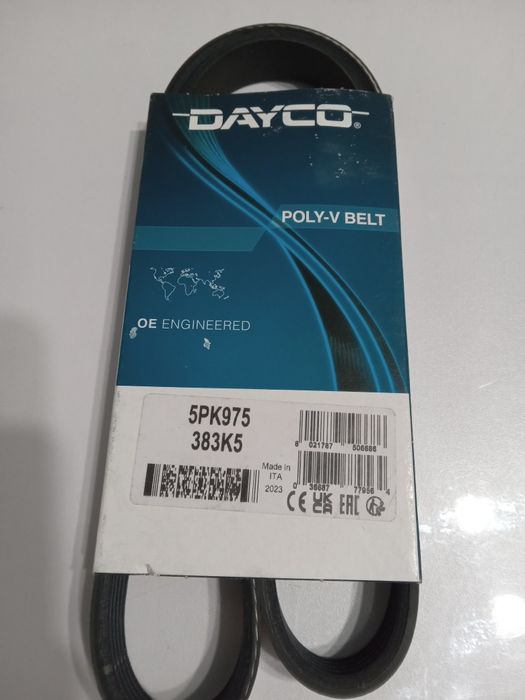 DAYCO®
POLY-V BELT
OE ENGINEERED
5PK975
383K5
8 021787 506686
Made in
ITA
2023
0 36687 77956 4
CE UK CA EAC